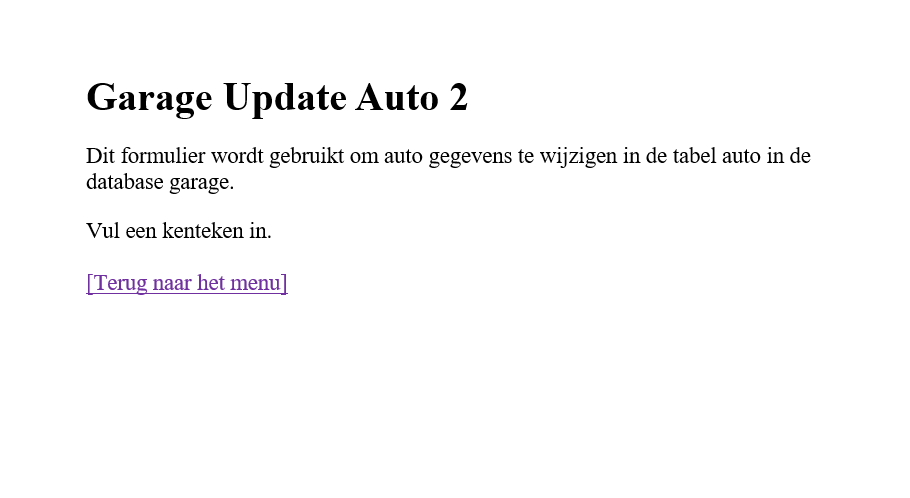 Garage Update Auto 2
Dit formulier wordt gebruikt om auto gegevens te wijzigen in de tabel auto in de
database garage.
Vul een kenteken in.
[Terug naar het menu]